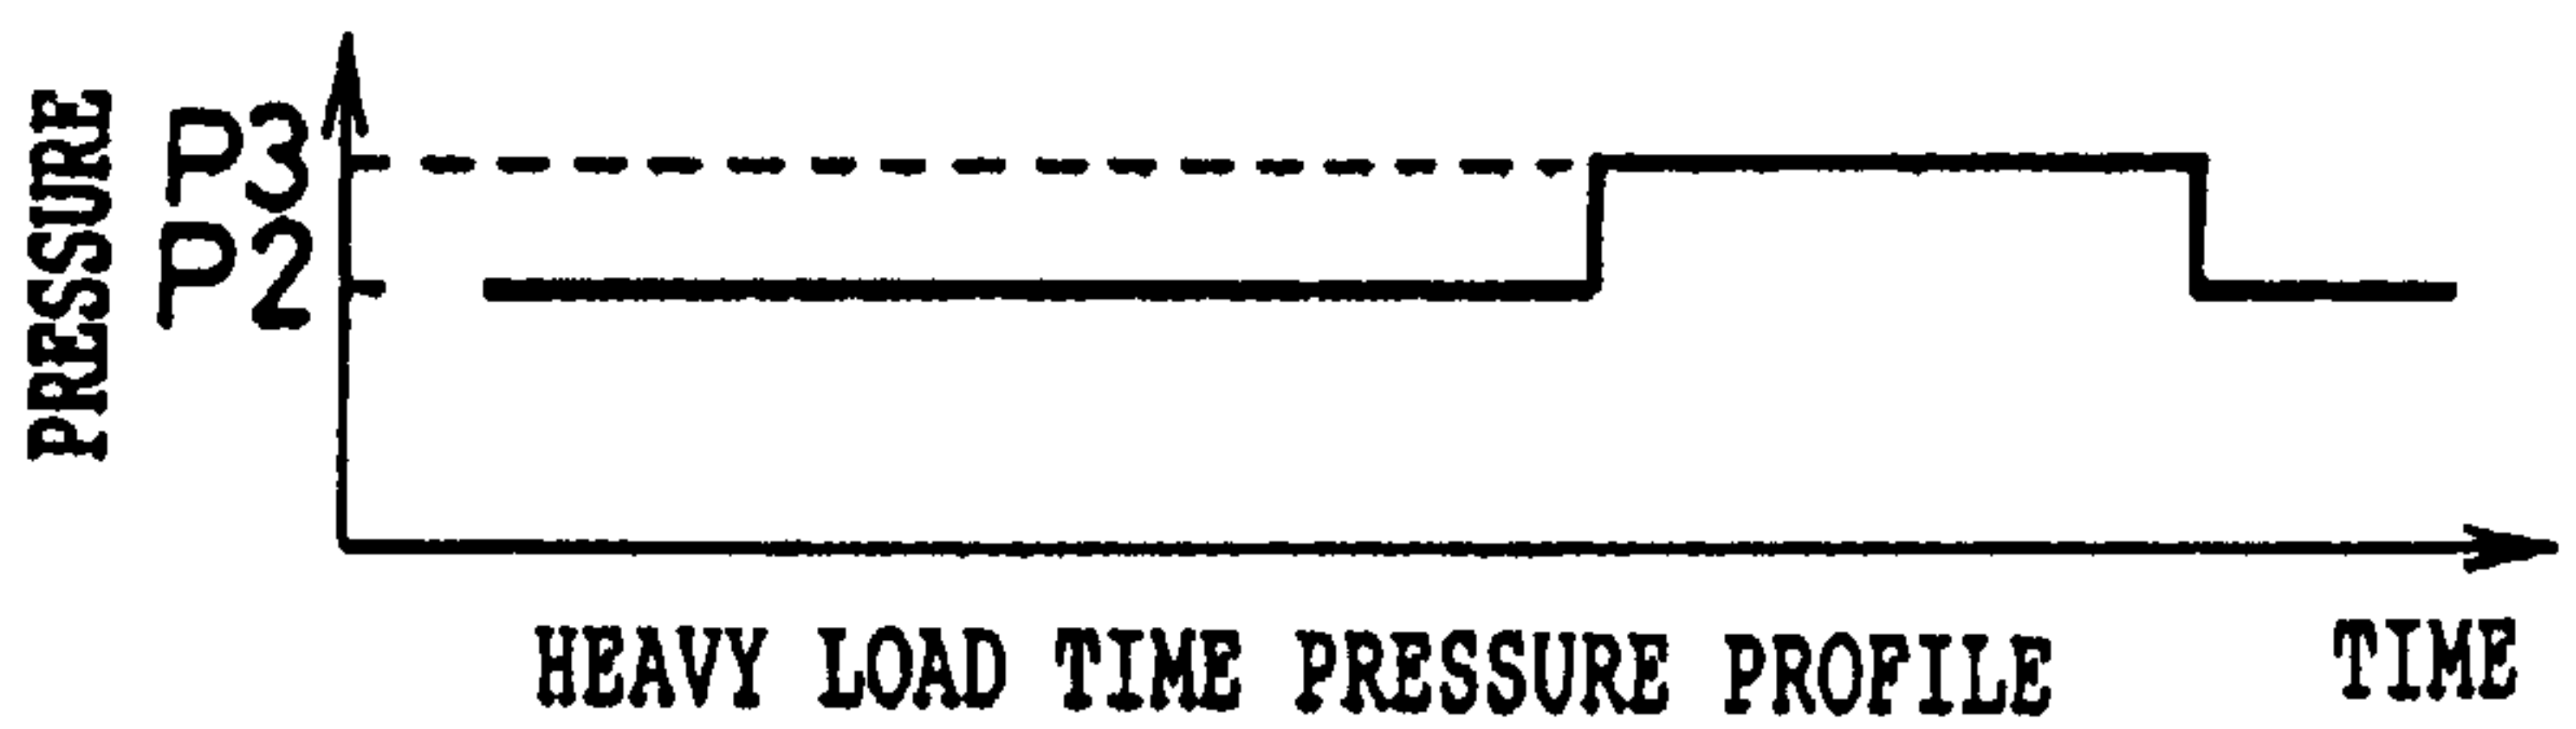 PRESSURE
P3
P2
HEAVY LOAD TIME PRESSURE PROFILE
TIME